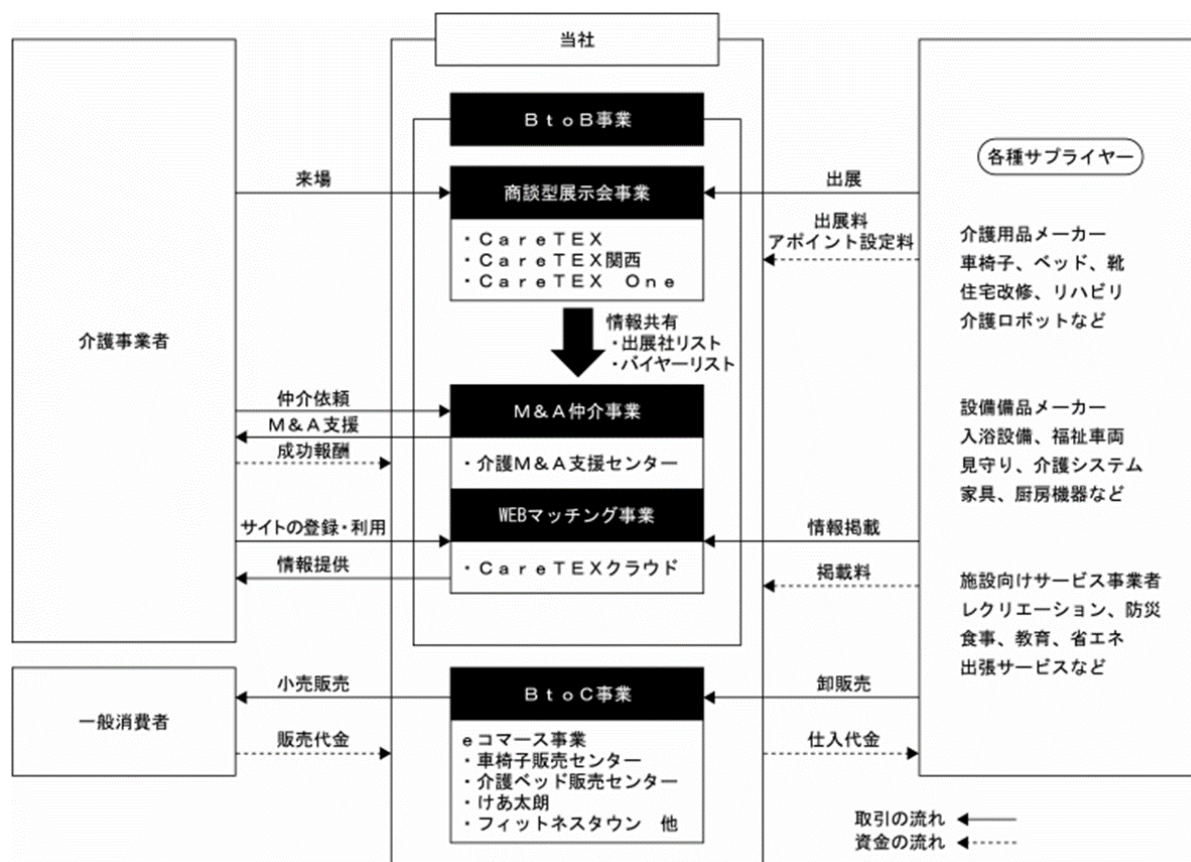 当社
BtoB事業
各種サプライヤー
来場
商談型展示会事業
出展
・CareTEX
・CareTEX関西
・CareTEX One
出展料
アポイント設定料
介護用品メーカー
車椅子、ベッド、靴
住宅改修、リハビリ
介護ロボットなど
介護事業者
情報共有
・出展社リスト
・バイヤーリスト
仲介依頼
M&A支援
成功報酬
M&A仲介事業
・介護M&A支援センター
設備備品メーカー
入浴設備、福祉車両
見守り、介護システム
家具、厨房機器など
サイトの登録・利用
情報提供
WEBマッチング事業
・CareTEXクラウド
情報掲載
掲載料
施設向けサービス事業者
レクリエーション、防災
食事、教育、省エネ
出張サービスなど
一般消費者
小売販売
販売代金
BtoC事業
eコマース事業
・車椅子販売センター
・介護ベッド販売センター
・けあ太朗
・フィットネスタウン 他
卸販売
仕入代金
取引の流れ
資金の流れ